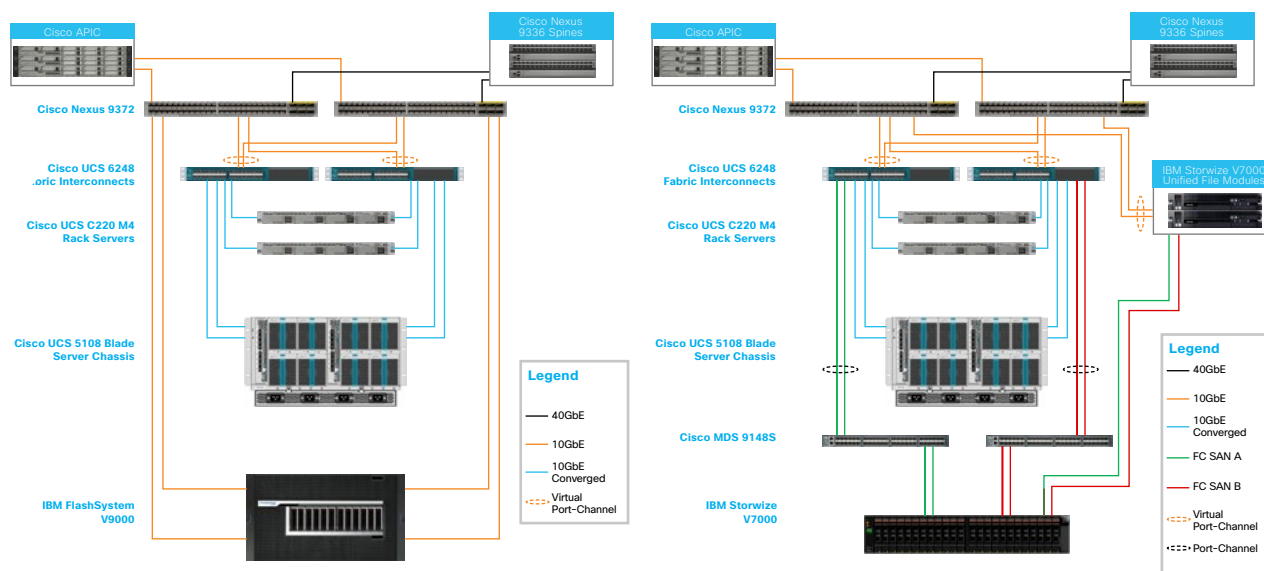 Cisco APIC
Cisco Nexus
9336 Spines
Cisco Nexus 9372
Cisco UCS 6248
.oric Interconnects
Cisco UCS C220 M4
Rack Servers
Cisco UCS 5108 Blade
Server Chassis
IBM FlashSystem
V9000
Legend
40GbE
10GbE
10GbE
Converged
Virtual
Port-Channel
Cisco APIC
Cisco Nexus
9336 Spines
Cisco Nexus 9372
Cisco UCS 6248
Fabric Interconnects
IBM Storwize V7000
Unified File Modules
Cisco UCS C220 M4
Rack Servers
Cisco UCS 5108 Blade
Server Chassis
Cisco MDS 9148S
IBM Storwize
V7000
Legend
40GbE
10GbE
10GbE
Converged
FC SAN A
FC SAN B
Virtual
Port-Channel
Port-Channel